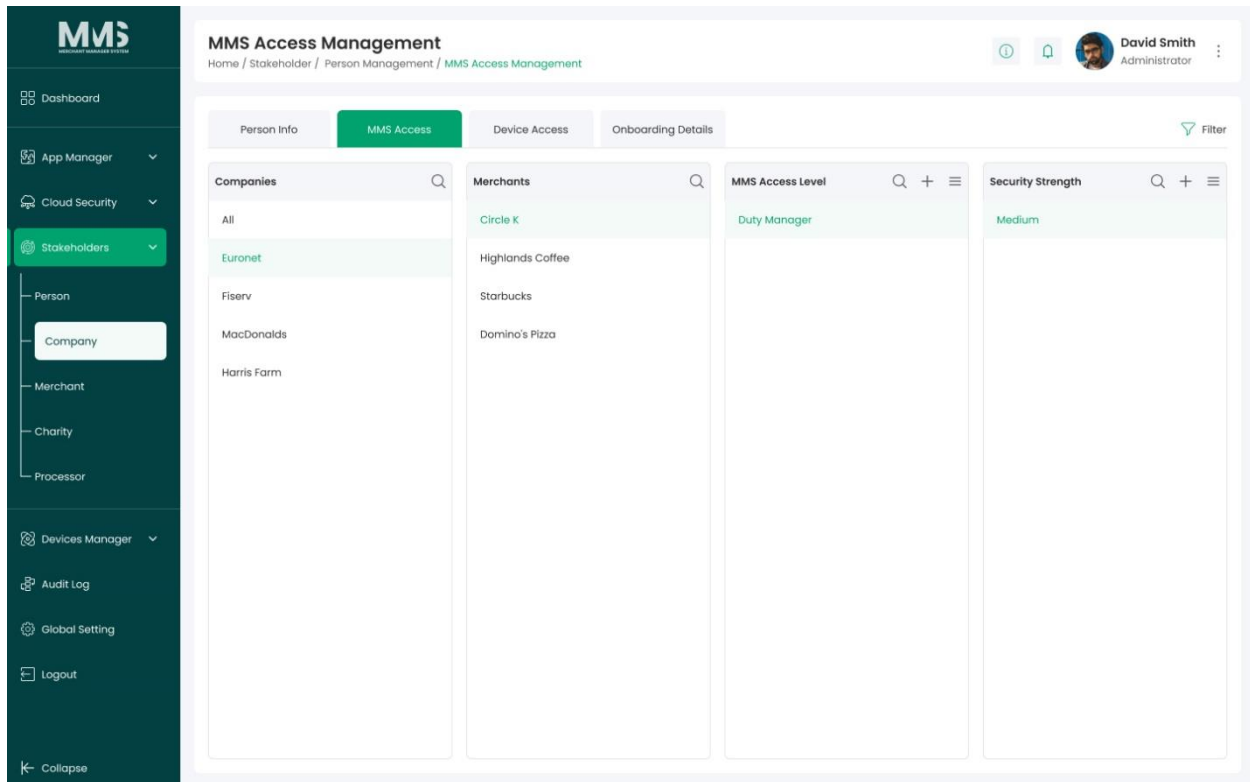 MMS
MERCHANT MANAGER SYSTEM
Dashboard
App Manager
Cloud Security
Stakeholders
Person
Company
Merchant
Charity
Processor
Devices Manager
Audit Log
Global Setting
Logout
Collapse
MMS Access Management
Home / Stakeholder / Person Management / MMS Access Management
David Smith
Administrator
Person Info
MMS Access
Device Access
Onboarding Details
Filter
Companies
All
Euronet
Fiserv
MacDonalds
Harris Farm
Merchants
Circle K
Highlands Coffee
Starbucks
Domino's Pizza
MMS Access Level
Duty Manager
Security Strength
Medium